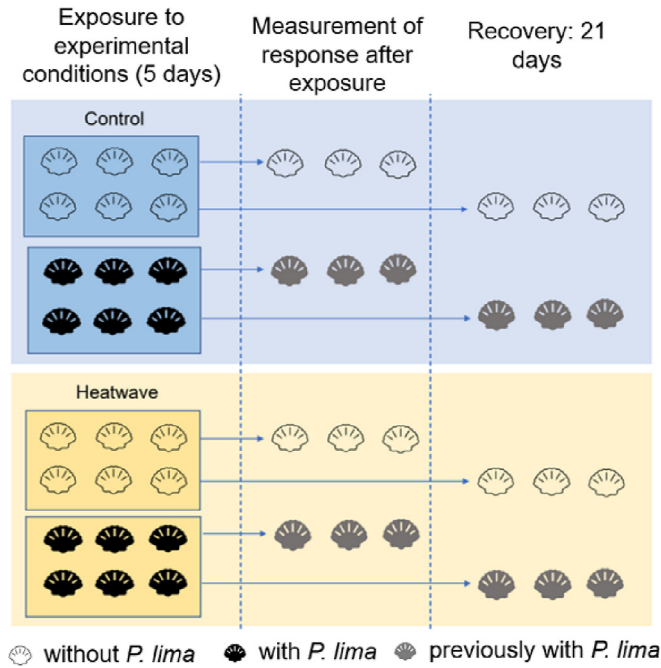 Exposure to
experimental
conditions (5 days)
Measurement of
response after
exposure
Recovery: 21
days
Control
Heatwave
without P. lima
with P. lima
previously with P. lima